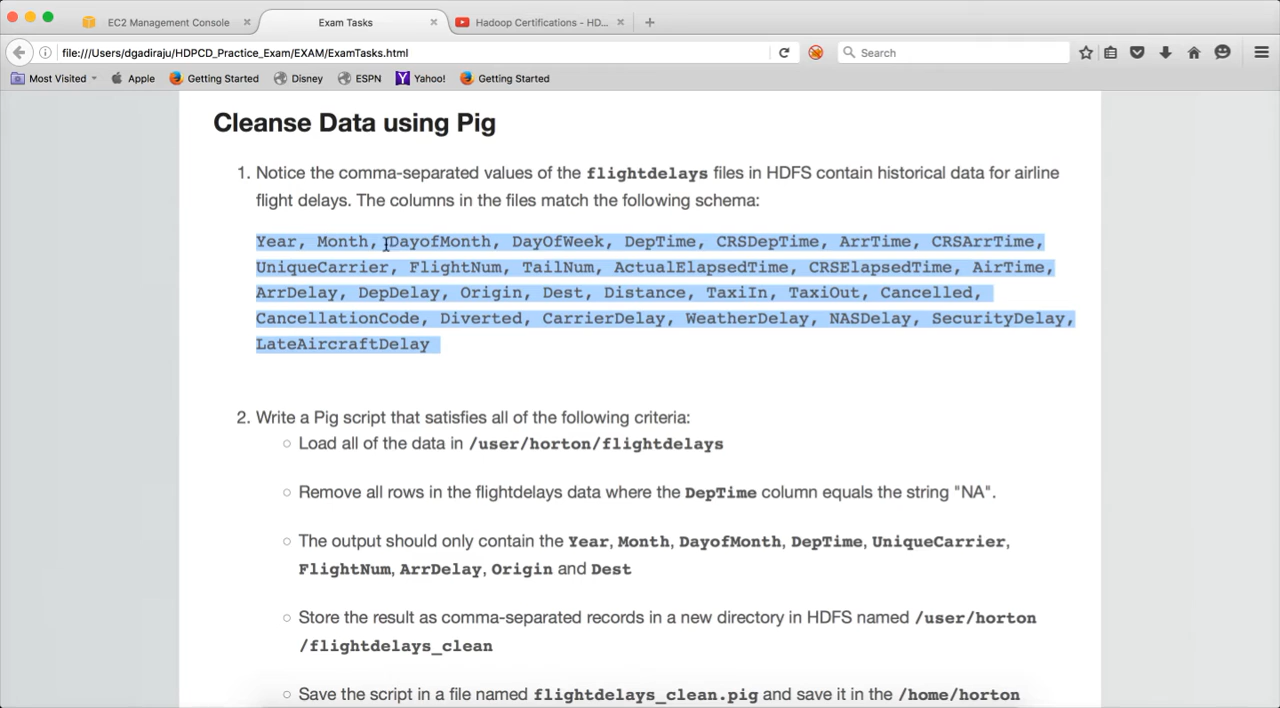 EC2 Management Console
Exam Tasks
Hadoop Certifications - HD...
file:///Users/dgadiraju/HDPCD_Practice_Exam/EXAM/ExamTasks.html
Search
Most Visited Apple Getting Started Disney ESPN Yahoo! Getting Started
Cleanse Data using Pig
1. Notice the comma-separated values of the flightdelays files in HDFS contain historical data for airline
flight delays. The columns in the files match the following schema:
Year, Month, DayofMonth, DayOfWeek, DepTime, CRSDepTime, ArrTime, CRSArrTime,
UniqueCarrier, FlightNum, TailNum, ActualElapsedTime, CRSElapsedTime, AirTime,
ArrDelay, DepDelay, Origin, Dest, Distance, TaxiIn, TaxiOut, Cancelled,
CancellationCode, Diverted, CarrierDelay, WeatherDelay, NASDelay, SecurityDelay,
LateAircraftDelay
2. Write a Pig script that satisfies all of the following criteria:
Load all of the data in /user/horton/flightdelays
Remove all rows in the flightdelays data where the DepTime column equals the string "NA".
The output should only contain the Year, Month, DayofMonth, DepTime, UniqueCarrier,
FlightNum, ArrDelay, Origin and Dest
Store the result as comma-separated records in a new directory in HDFS named /user/horton
/flightdelays_clean
Save the script in a file named flightdelays_clean.pig and save it in the /home/horton